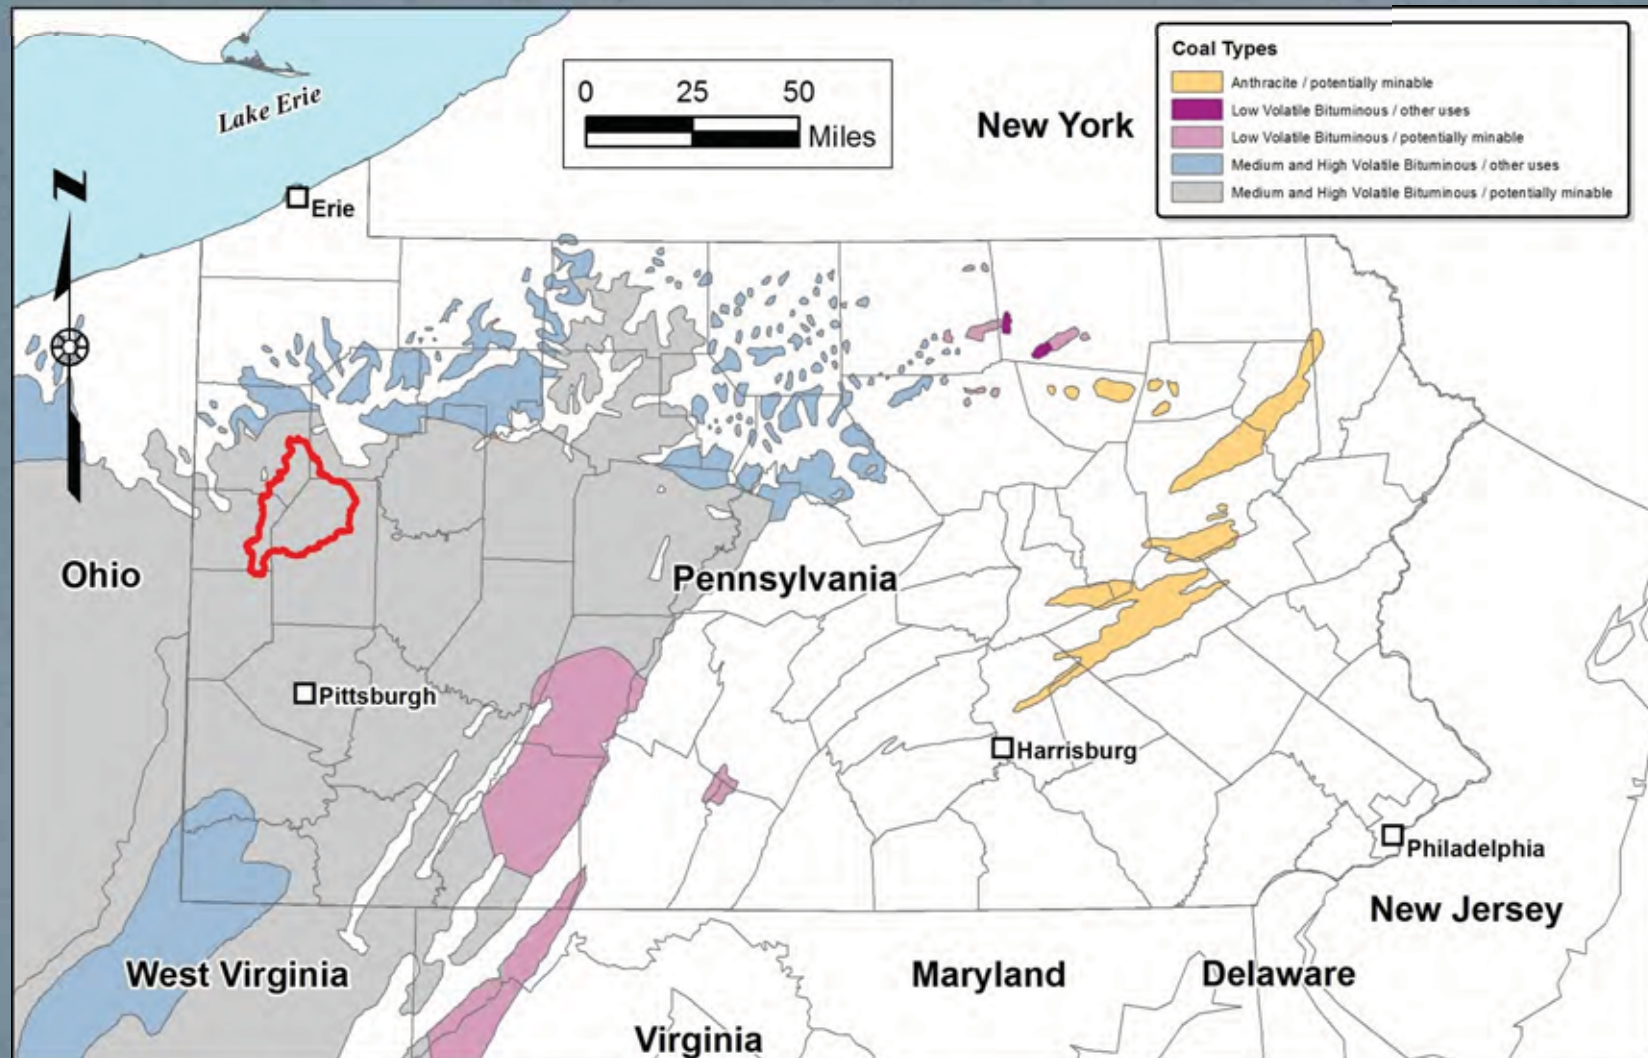 Coal Types
Anthracite / potentially minable
Low Volatile Bituminous / other uses
Low Volatile Bituminous / potentially minable
Medium and High Volatile Bituminous / other uses
Medium and High Volatile Bituminous / potentially minable
0 25 50
Miles
New York
Lake Erie
N
Erie
Ohio
Pennsylvania
Pittsburgh
Harrisburg
Philadelphia
New Jersey
West Virginia
Maryland
Delaware
Virginia